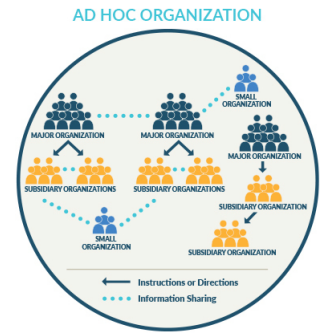 AD HOC ORGANIZATION
SMALL
ORGANIZATION
MAJOR ORGANIZATION
MAJOR ORGANIZATION
MAJOR ORGANIZATION
SUBSIDIARY ORGANIZATIONS
SUBSIDIARY ORGANIZATIONS
SUBSIDIARY ORGANIZATION
SMALL
ORGANIZATION
SUBSIDIARY ORGANIZATION
Instructions or Directions
Information Sharing